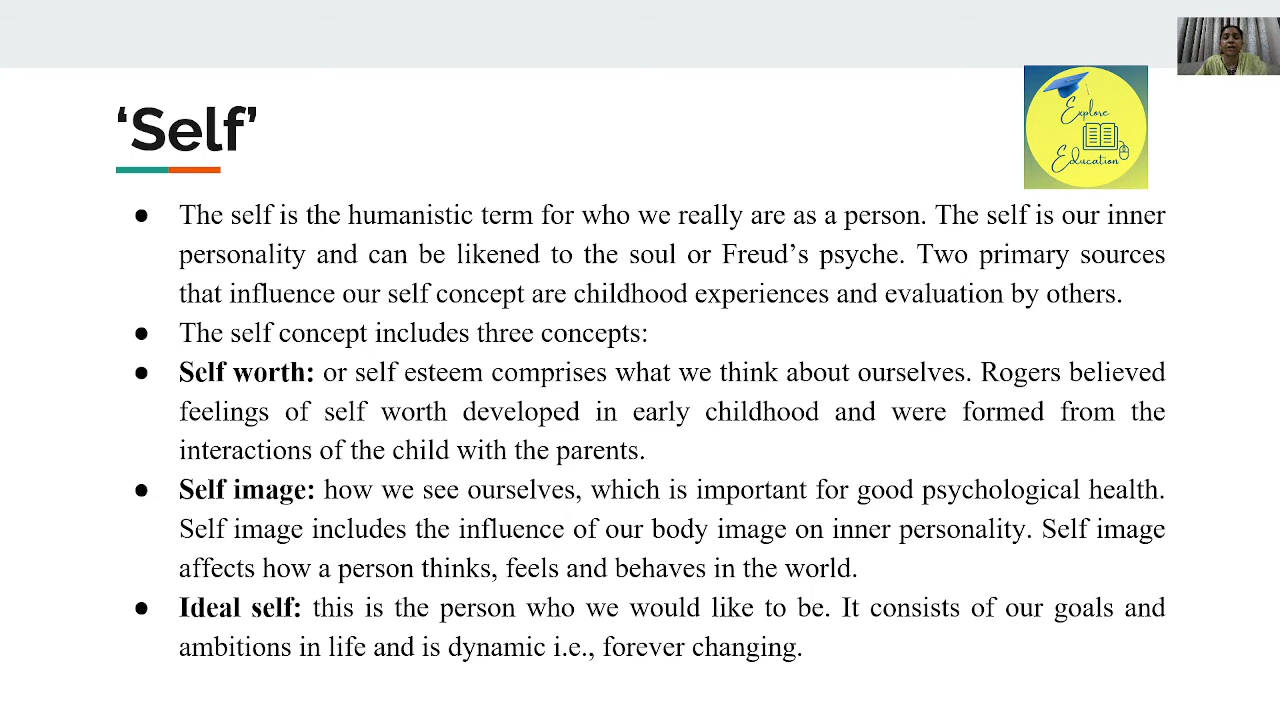 ‘Self’
Explore
Education
● The self is the humanistic term for who we really are as a person. The self is our inner
personality and can be likened to the soul or Freud’s psyche. Two primary sources
that influence our self concept are childhood experiences and evaluation by others.
● The self concept includes three concepts:
● Self worth: or self esteem comprises what we think about ourselves. Rogers believed
feelings of self worth developed in early childhood and were formed from the
interactions of the child with the parents.
● Self image: how we see ourselves, which is important for good psychological health.
Self image includes the influence of our body image on inner personality. Self image
affects how a person thinks, feels and behaves in the world.
● Ideal self: this is the person who we would like to be. It consists of our goals and
ambitions in life and is dynamic i.e., forever changing.